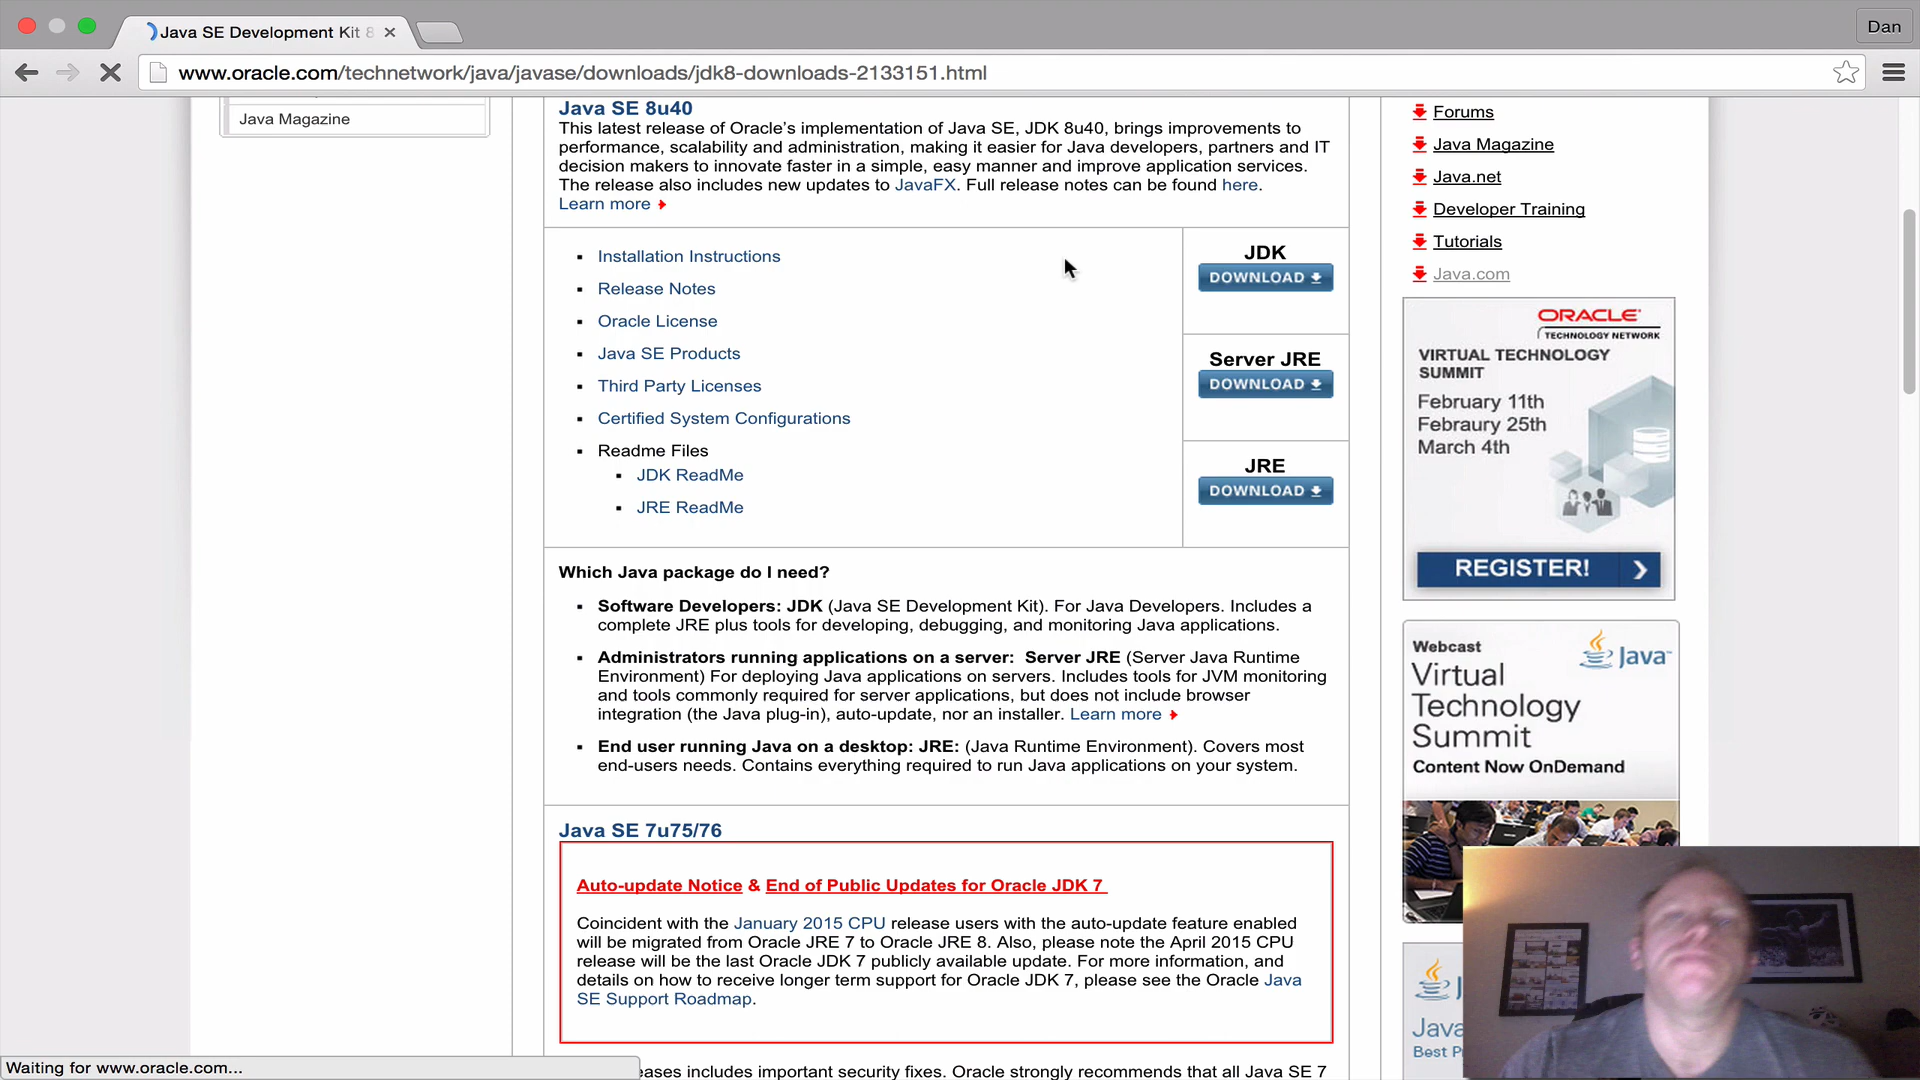 Java SE Development Kit 8
Dan
www.oracle.com/technetwork/java/javase/downloads/jdk8-downloads-2133151.html
Java Magazine
Java SE 8u40
This latest release of Oracle's implementation of Java SE, JDK 8u40, brings improvements to
performance, scalability and administration, making it easier for Java developers, partners and IT
decision makers to innovate faster in a simple, easy manner and improve application services.
The release also includes new updates to JavaFX. Full release notes can be found here.
Learn more
Installation Instructions
Release Notes
Oracle License
Java SE Products
Third Party Licenses
Certified System Configurations
Readme Files
JDK ReadMe
JRE ReadMe
JDK
DOWNLOAD
Server JRE
DOWNLOAD
JRE
DOWNLOAD
Which Java package do I need?
Software Developers: JDK (Java SE Development Kit). For Java Developers. Includes a
complete JRE plus tools for developing, debugging, and monitoring Java applications.
Administrators running applications on a server: Server JRE (Server Java Runtime
Environment) For deploying Java applications on servers. Includes tools for JVM monitoring
and tools commonly required for server applications, but does not include browser
integration (the Java plug-in), auto-update, nor an installer. Learn more
End user running Java on a desktop: JRE: (Java Runtime Environment). Covers most
end-users needs. Contains everything required to run Java applications on your system.
Java SE 7u75/76
Auto-update Notice & End of Public Updates for Oracle JDK 7
Coincident with the January 2015 CPU release users with the auto-update feature enabled
will be migrated from Oracle JRE 7 to Oracle JRE 8. Also, please note the April 2015 CPU
release will be the last Oracle JDK 7 publicly available update. For more information, and
details on how to receive longer term support for Oracle JDK 7, please see the Oracle Java
SE Support Roadmap.
eases includes important security fixes. Oracle strongly recommends that all Java SE 7
Forums
Java Magazine
Java.net
Developer Training
Tutorials
Java.com
ORACLE
TECHNOLOGY NETWORK
VIRTUAL TECHNOLOGY
SUMMIT
February 11th
Febraury 25th
March 4th
REGISTER!
Webcast
Java
Virtual
Technology
Summit
Content Now OnDemand
Java
Best P
Waiting for www.oracle.com...